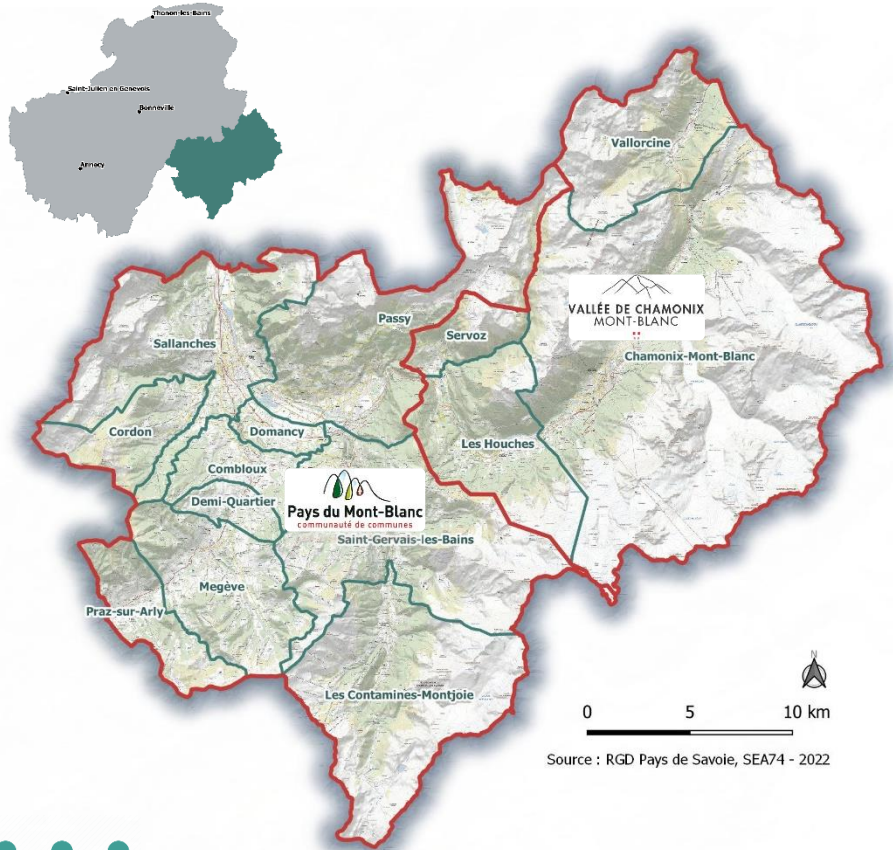 Thonon-les-Bains
Saint-Julien en Genevois
Bonneville
Annecy
Vallorcine
VALLÉE DE CHAMONIX
MONT-BLANC
Passy
Servoz
Sallanches
Chamonix-Mont-Blanc
Cordon
Domancy
Les Houches
Combloux
Demi-Quartier
Pays du Mont-Blanc
communauté de communes
Saint-Gervais-les-Bains
Megève
Praz-sur-Arly
Les Contamines-Montjoie
N
0 5 10 km
Source : RGD Pays de Savoie, SEA74 - 2022